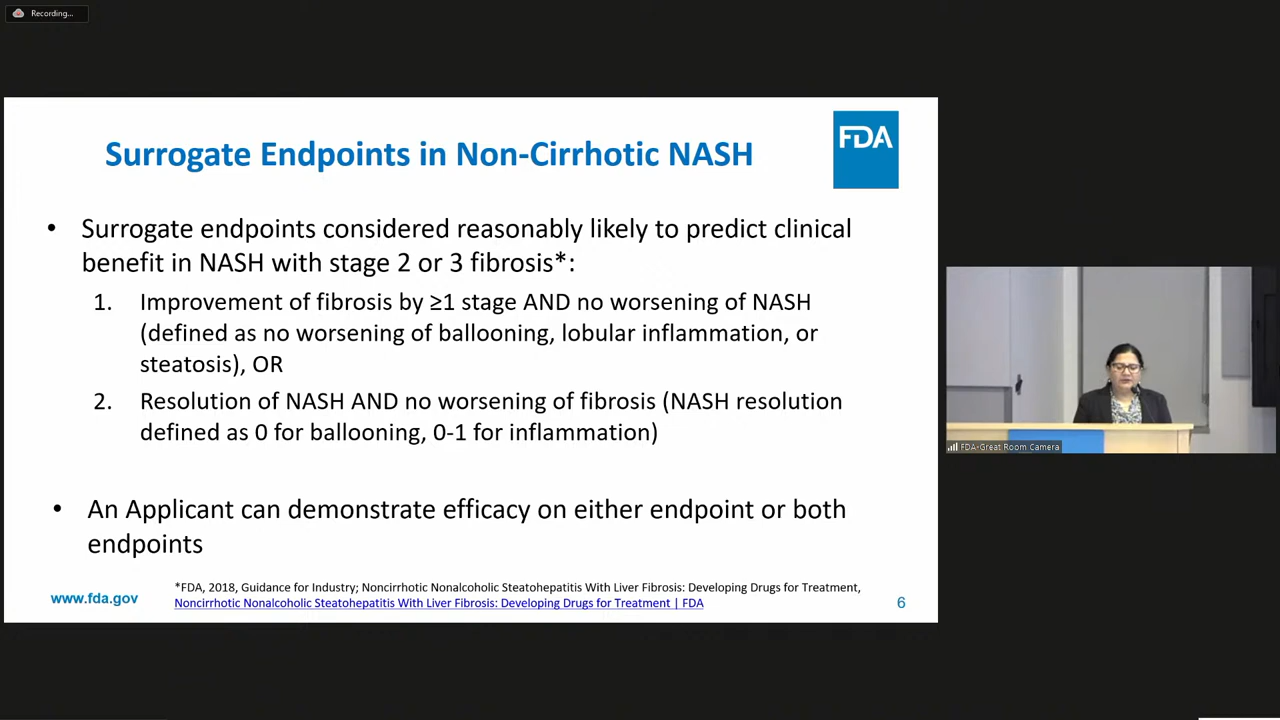 Recording...
FDA
Surrogate Endpoints in Non-Cirrhotic NASH
• Surrogate endpoints considered reasonably likely to predict clinical
benefit in NASH with stage 2 or 3 fibrosis*:
1. Improvement of fibrosis by ≥1 stage AND no worsening of NASH
(defined as no worsening of ballooning, lobular inflammation, or
steatosis), OR
2. Resolution of NASH AND no worsening of fibrosis (NASH resolution
defined as 0 for ballooning, 0-1 for inflammation)
• An Applicant can demonstrate efficacy on either endpoint or both
endpoints
*FDA, 2018, Guidance for Industry; Noncirrhotic Nonalcoholic Steatohepatitis With Liver Fibrosis: Developing Drugs for Treatment,
Noncirrhotic Nonalcoholic Steatohepatitis With Liver Fibrosis: Developing Drugs for Treatment | FDA
www.fda.gov
6
FDA-Great Room Camera